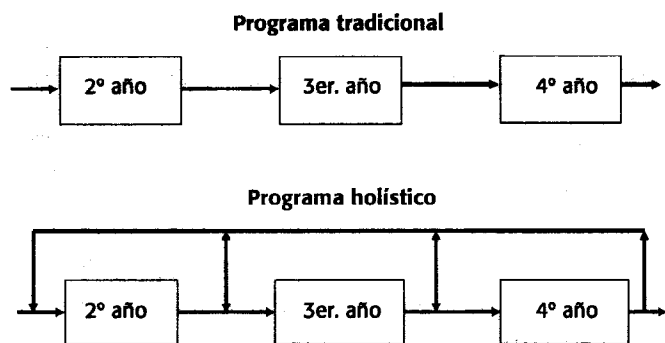 Programa tradicional
2º año
3er. año
4º año
Programa holístico
2º año
3er. año
4º año